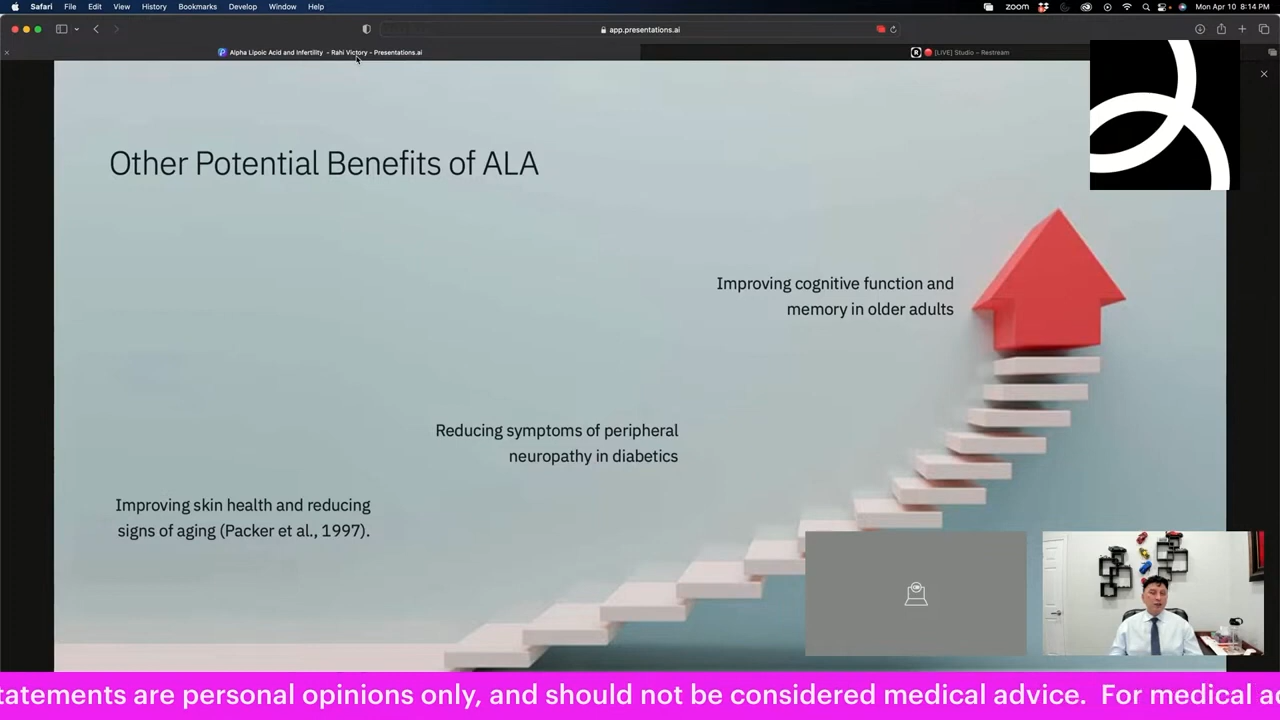 Safari File Edit View History Bookmarks Develop Window Help
zoom
Mon Apr 10 8:14 PM
app.presentations.ai
Alpha Lipoic Acid and Infertility - Rahi Victory - Presentations.ai
R [LIVE] Studio – Restream
Other Potential Benefits of ALA
Improving cognitive function and
memory in older adults
Reducing symptoms of peripheral
neuropathy in diabetics
Improving skin health and reducing
signs of aging (Packer et al., 1997).
tatements are personal opinions only, and should not be considered medical advice. For medical ad